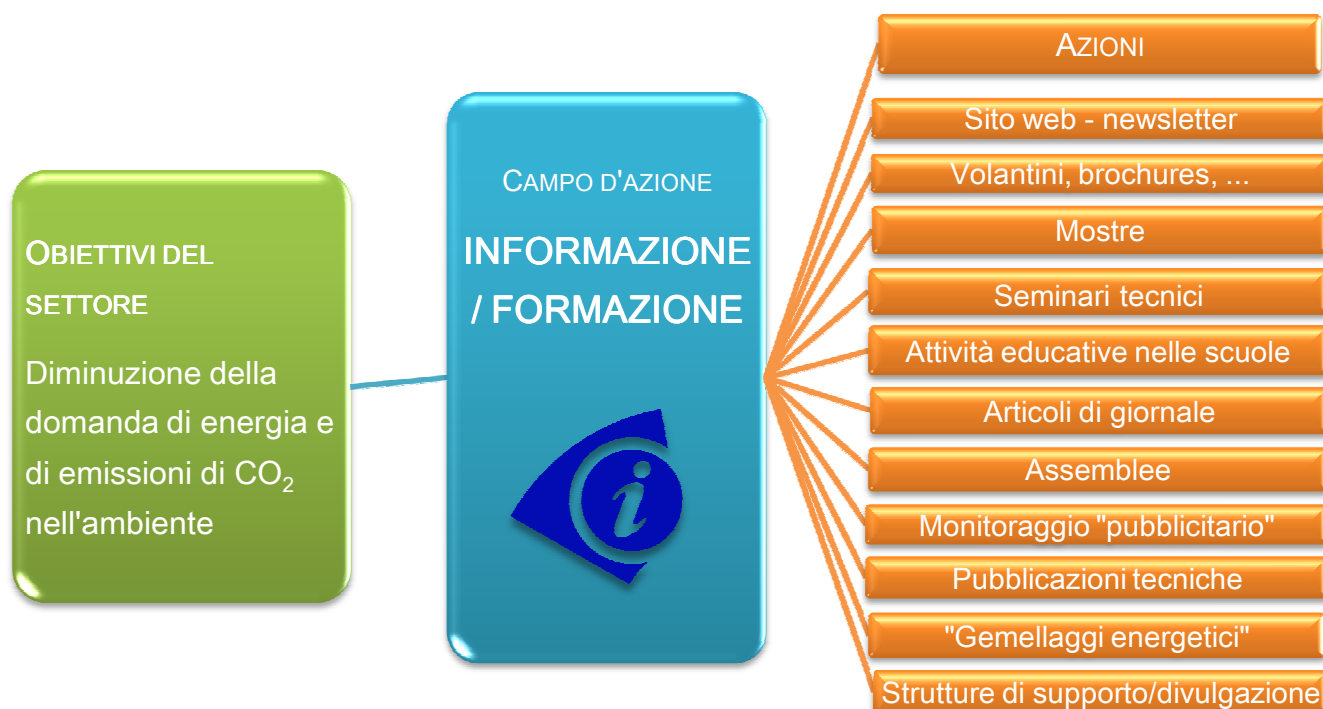 OBIETTIVI DEL
SETTORE
Diminuzione della
domanda di energia e
di emissioni di CO₂
nell'ambiente
CAMPO D'AZIONE
INFORMAZIONE
/ FORMAZIONE
i
AZIONI
Sito web - newsletter
Volantini, brochures, ...
Mostre
Seminari tecnici
Attività educative nelle scuole
Articoli di giornale
Assemblee
Monitoraggio "pubblicitario"
Pubblicazioni tecniche
"Gemellaggi energetici"
Strutture di supporto/divulgazione